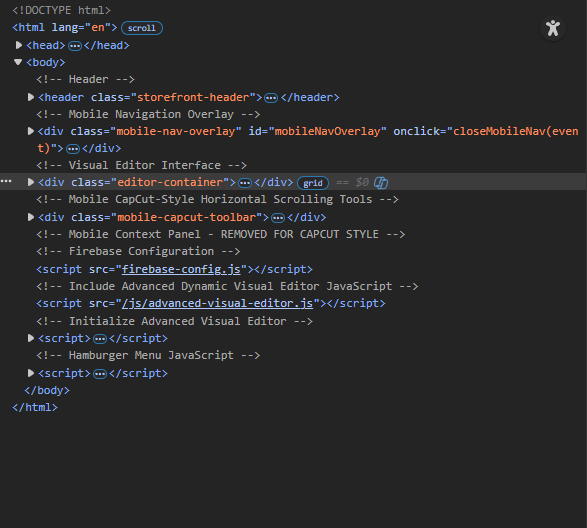 <!DOCTYPE html>
<html lang="en"> scroll
<head> ··· </head>
<body>
<!-- Header -->
<header class="storefront-header"> ··· </header>
<!-- Mobile Navigation Overlay -->
<div class="mobile-nav-overlay" id="mobileNavOverlay" onclick="closeMobileNav(even
t)"> ··· </div>
<!-- Visual Editor Interface -->
··· <div class="editor-container"> ··· </div> grid == $0
<!-- Mobile CapCut-Style Horizontal Scrolling Tools -->
<div class="mobile-capcut-toolbar"> ··· </div>
<!-- Mobile Context Panel - REMOVED FOR CAPCUT STYLE -->
<!-- Firebase Configuration -->
<script src="firebase-config.js"></script>
<!-- Include Advanced Dynamic Visual Editor JavaScript -->
<script src="/js/advanced-visual-editor.js"></script>
<!-- Initialize Advanced Visual Editor -->
<script> ··· </script>
<!-- Hamburger Menu JavaScript -->
<script> ··· </script>
</body>
</html>